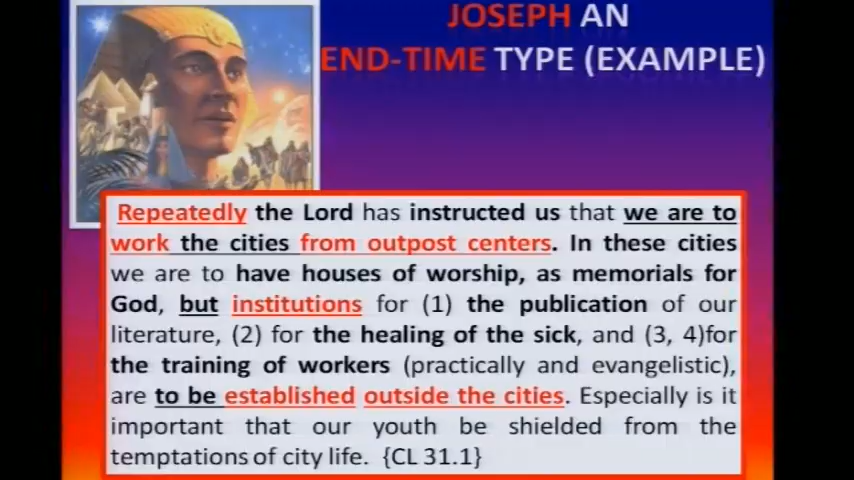 JOSEPH AN
END-TIME TYPE (EXAMPLE)
Repeatedly the Lord has instructed us that we are to
work the cities from outpost centers. In these cities
we are to have houses of worship, as memorials for
God, but institutions for (1) the publication of our
literature, (2) for the healing of the sick, and (3, 4)for
the training of workers (practically and evangelistic),
are to be established outside the cities. Especially is it
important that our youth be shielded from the
temptations of city life. {CL 31.1}